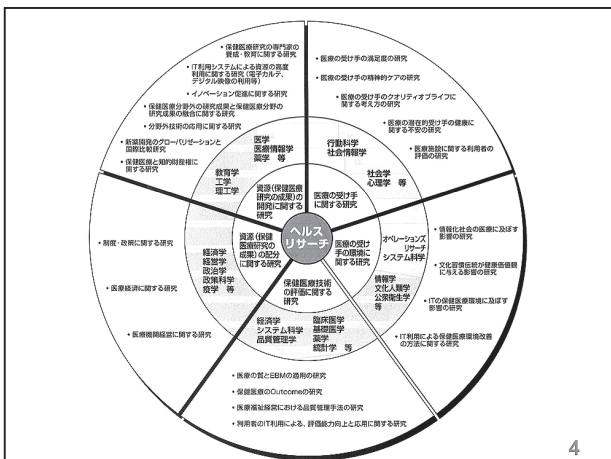 ・保健医療研究の専門家の
養成・教育に関する研究
・IT利用システムによる資源の高度
利用に関する研究(電子カルテ、
デジタル映像の利用等)
・イノベーション促進に関する研究
・保健医療分野外の研究成果と保健医療分野の
研究成果の融合に関する研究
・分野外技術の応用に関する研究
・新薬開発のグローバリゼーションと
国際比較研究
・保健医療と知的財産権に
関する研究
医学
医療情報学
薬学 等
教育学
工学
理工学
資源(保健医療
研究の成果)の
開発に関する
研究
・医療の受け手の満足度の研究
・医療の受け手の精神的ケアの研究
・医療の受け手のクオリティオブライフに
関する考え方の研究
・医療の潜在的受け手の健康に
関する不安の研究
・医療施設に関する利用者の
評価の研究
行動科学
社会情報学
社会学
心理学 等
医療の受け手
に関する研究
ヘルス
リサーチ
・制度・政策に関する研究
・医療経済に関する研究
・医療機関経営に関する研究
経済学
経営学
政治学
政策科学
疫学 等
資源(保健
医療研究の
成果)の配分
に関する研究
医療の受け
手の環境に
関する研究
オペレーションズ
リサーチ
システム科学
情報学
文化人類学
公衆衛生学
等
・情報化社会の医療に及ぼす
影響の研究
・文化習慣伝統が健康価値観
に与える影響の研究
・ITの保健医療環境に及ぼす
影響の研究
・IT利用による保健医療環境改善
の方法に関する研究
保健医療技術
の評価に関する
研究
経済学
システム科学
品質管理学
臨床医学
基礎医学
薬学
統計学 等
・医療の質とEBMの適用の研究
・保健医療のOutcomeの研究
・医療福祉経営における品質管理手法の研究
・利用者のIT利用による、評価能力向上と応用に関する研究
4